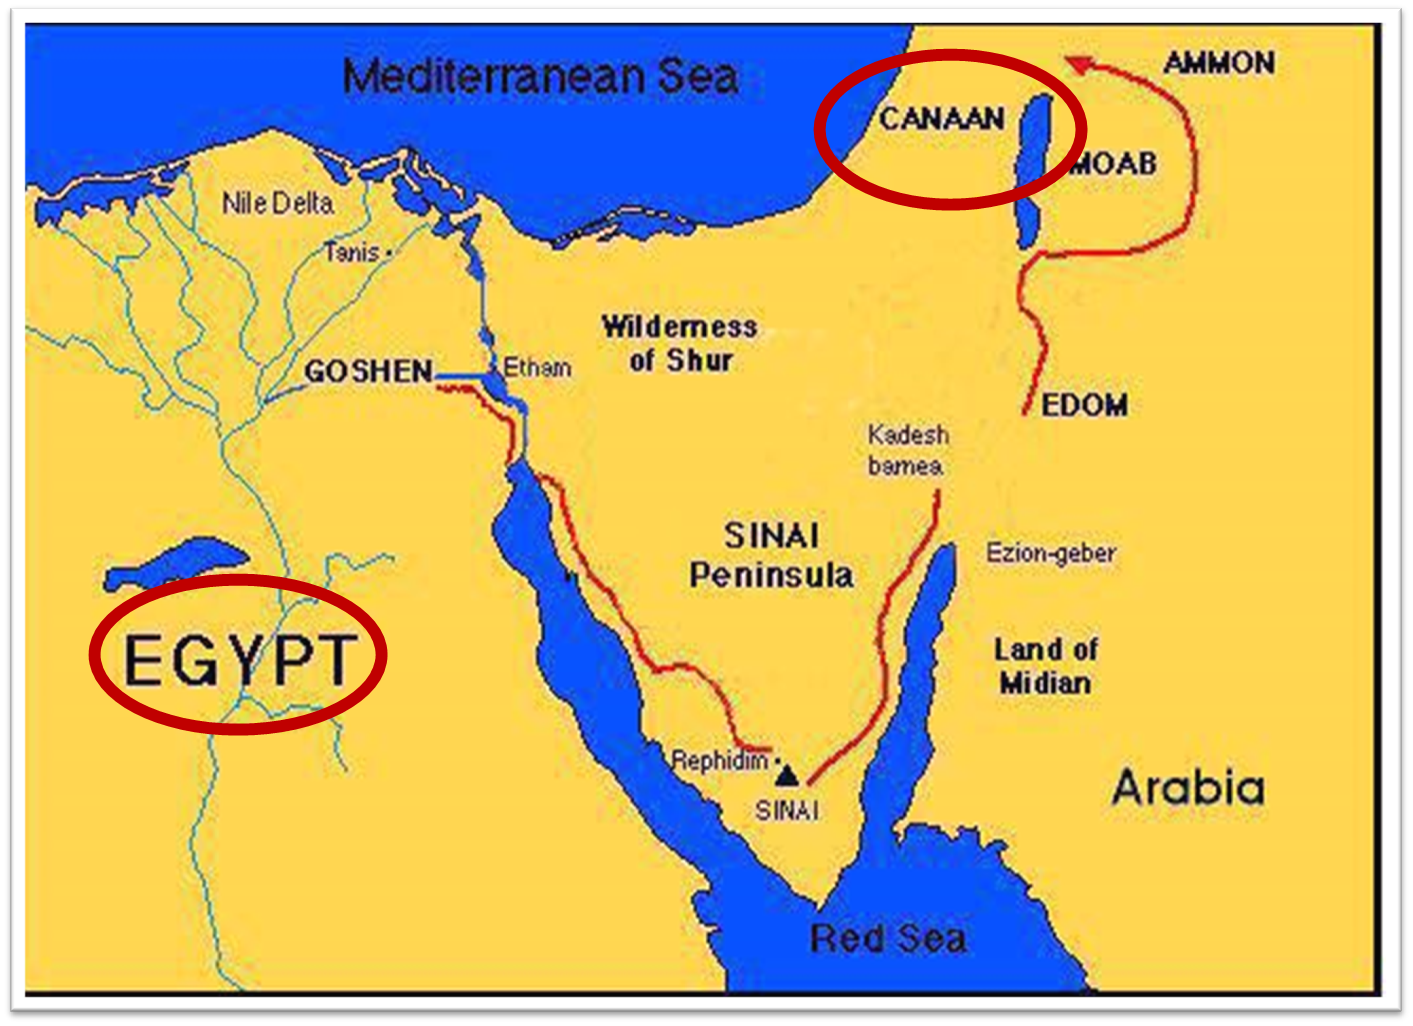 Mediterranean Sea
AMMON
CANAAN
MOAB
Nile Delta
Tanis
Wilderness
of Shur
GOSHEN
Etham
EDOM
Kadesh
barnea
SINAI
Peninsula
Ezion-geber
EGYPT
Land of
Midian
Rephidim
SINAI
Arabia
Red Sea